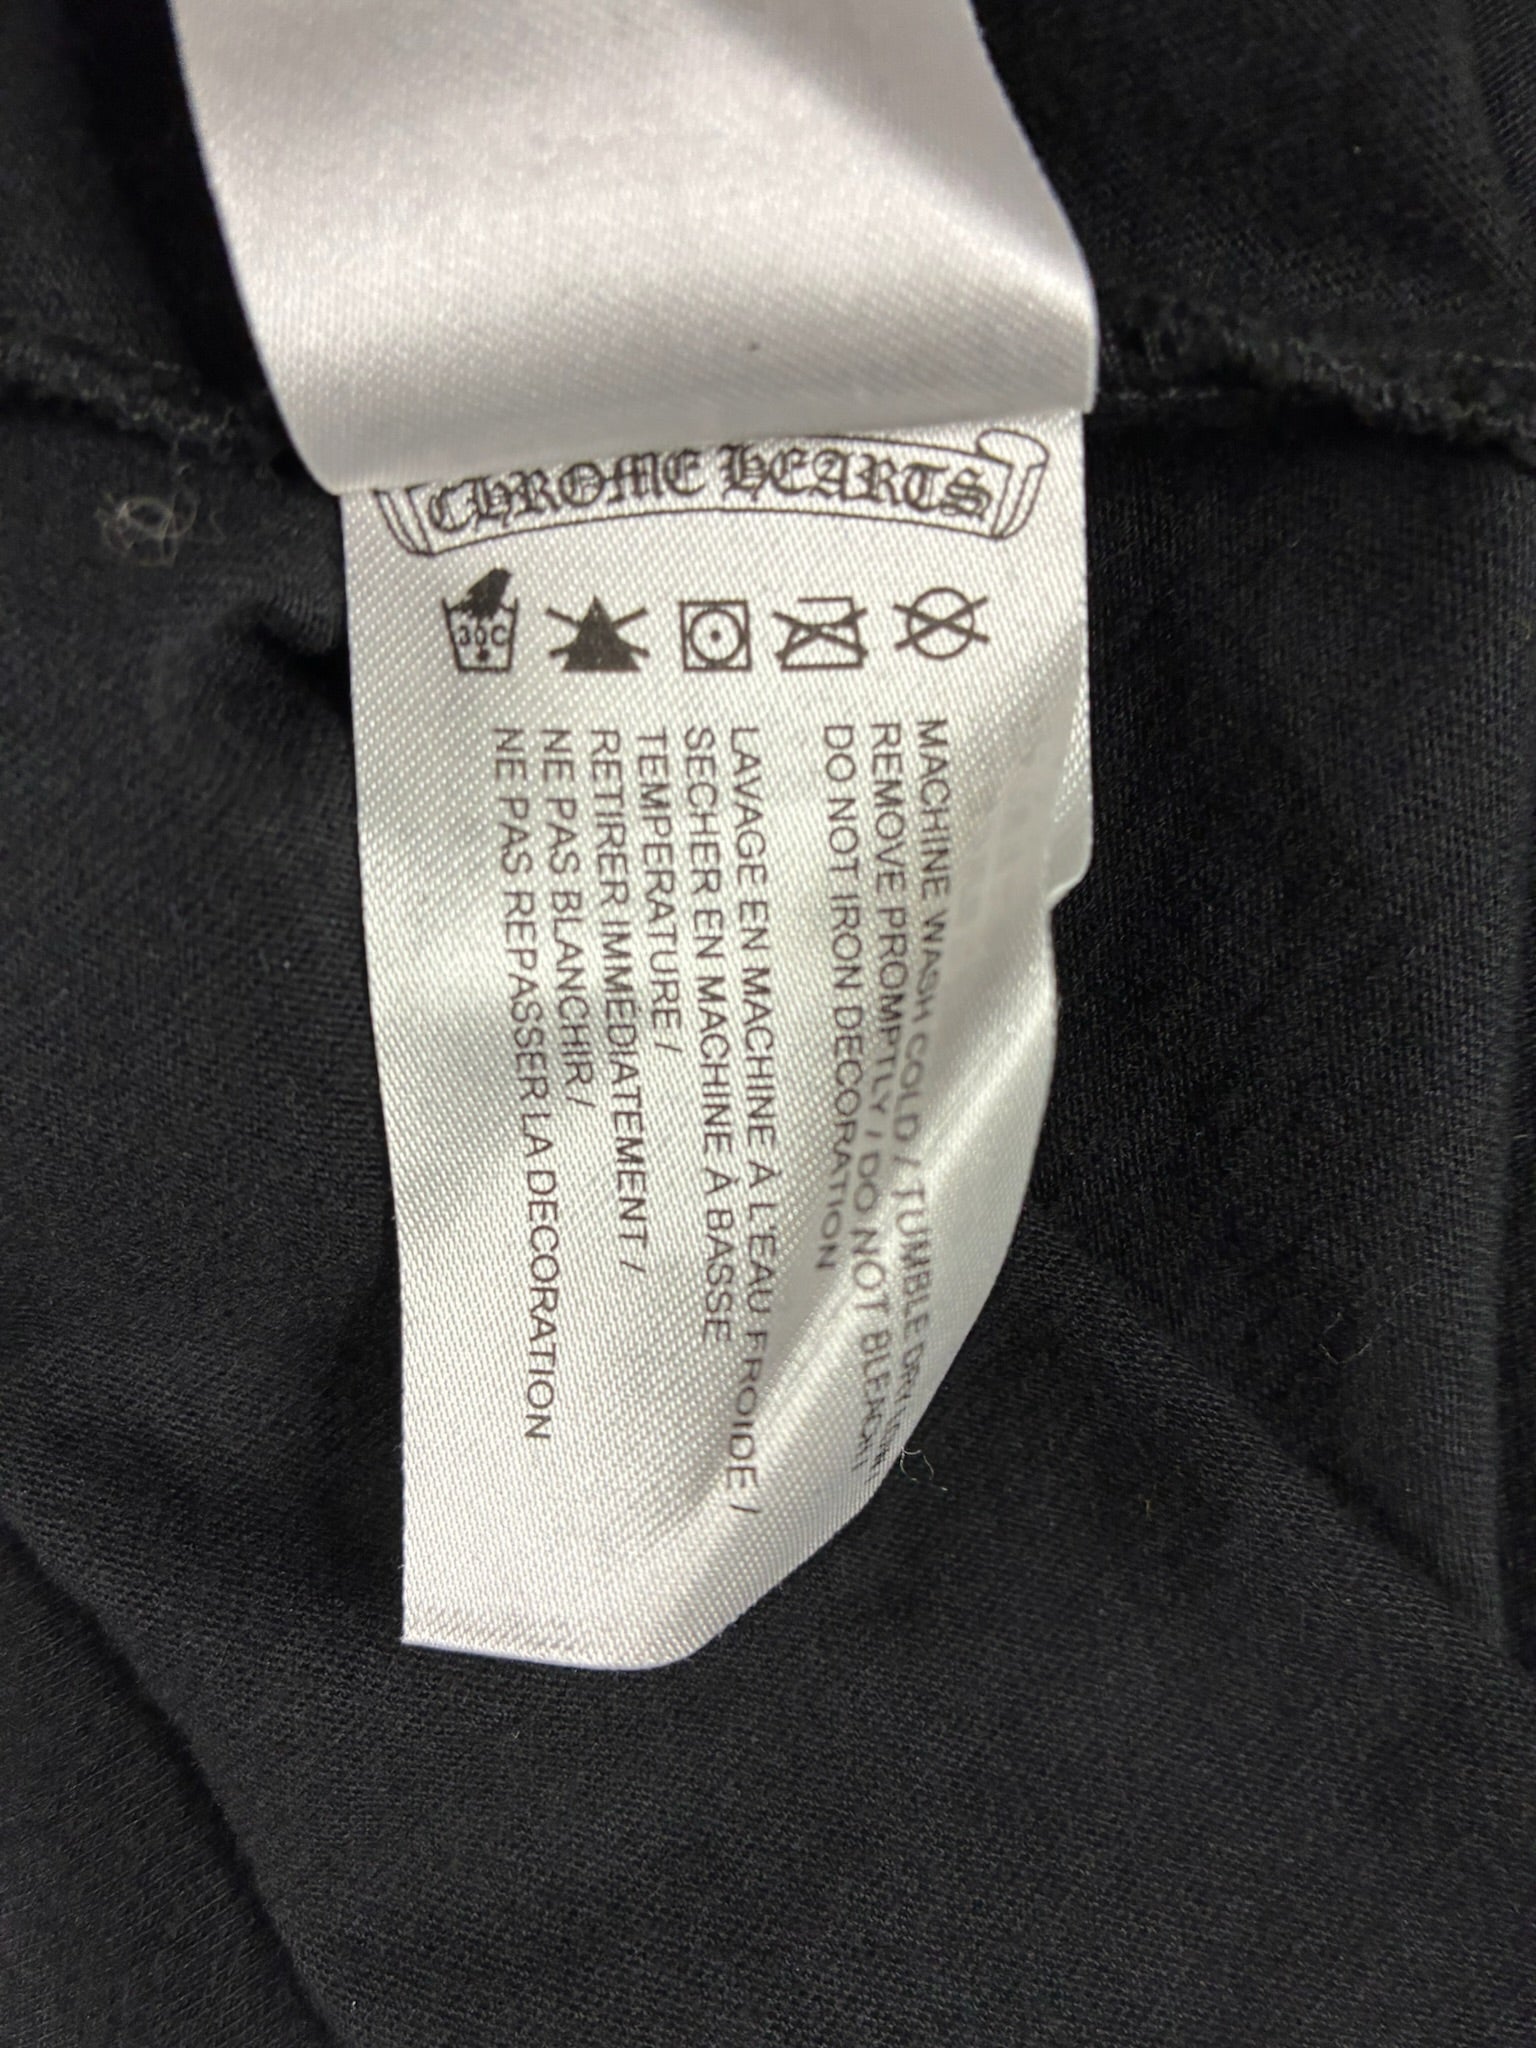 CHROME HEARTS
30C
MACHINE WASH COLD / TUMBLE DRY
REMOVE PROMPTLY / DO NOT BLEACH
DO NOT IRON DECORATION
LAVAGE EN MACHINE À L'EAU FROIDE /
SECHER EN MACHINE À BASSE
TEMPERATURE /
RETIRER IMMÉDIATEMENT /
NE PAS BLANCHIR /
NE PAS REPASSER LA DECORATION